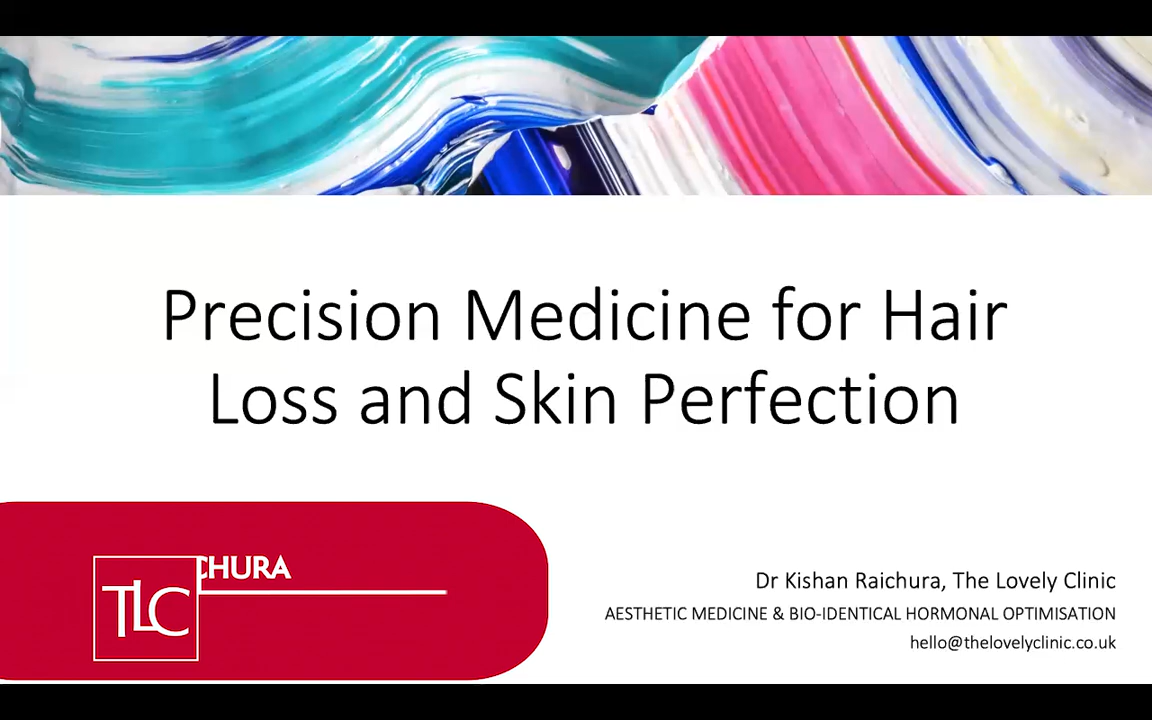 Precision Medicine for Hair
Loss and Skin Perfection
CHURA
TLC
Dr Kishan Raichura, The Lovely Clinic
AESTHETIC MEDICINE & BIO-IDENTICAL HORMONAL OPTIMISATION
hello@thelovelyclinic.co.uk